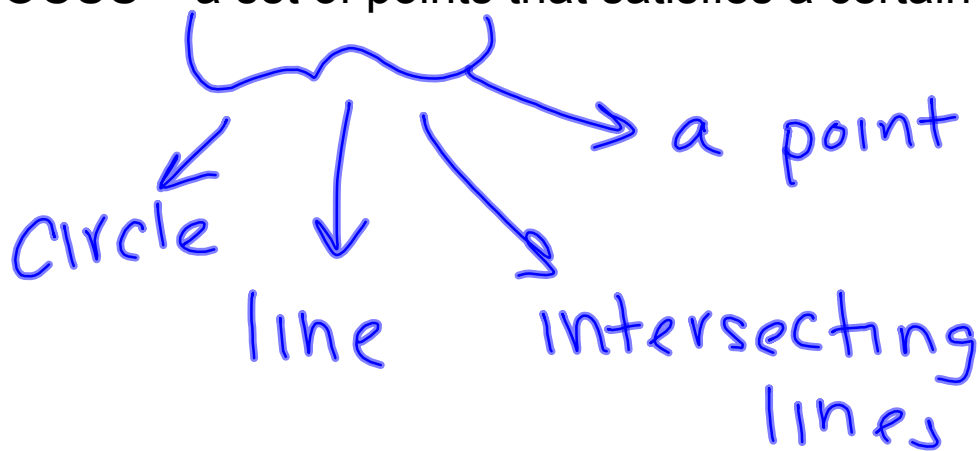 a set of points that satisfies a certain
a point
circle
line
intersecting
lines